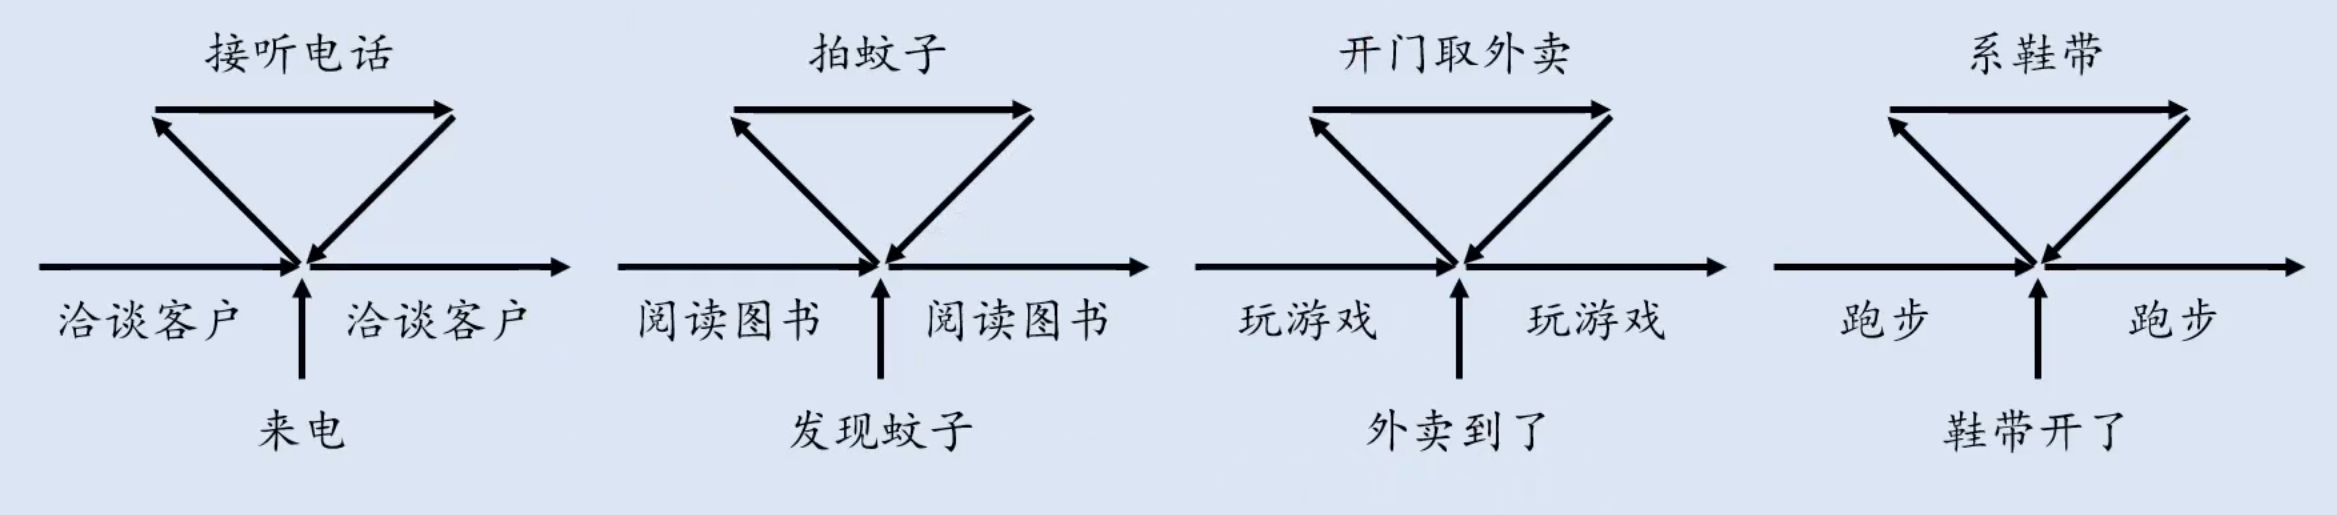 接听电话
拍蚊子
开门取外卖
系鞋带
洽谈客户
洽谈客户
阅读图书
阅读图书
玩游戏
玩游戏
跑步
跑步
来电
发现蚊子
外卖到了
鞋带开了